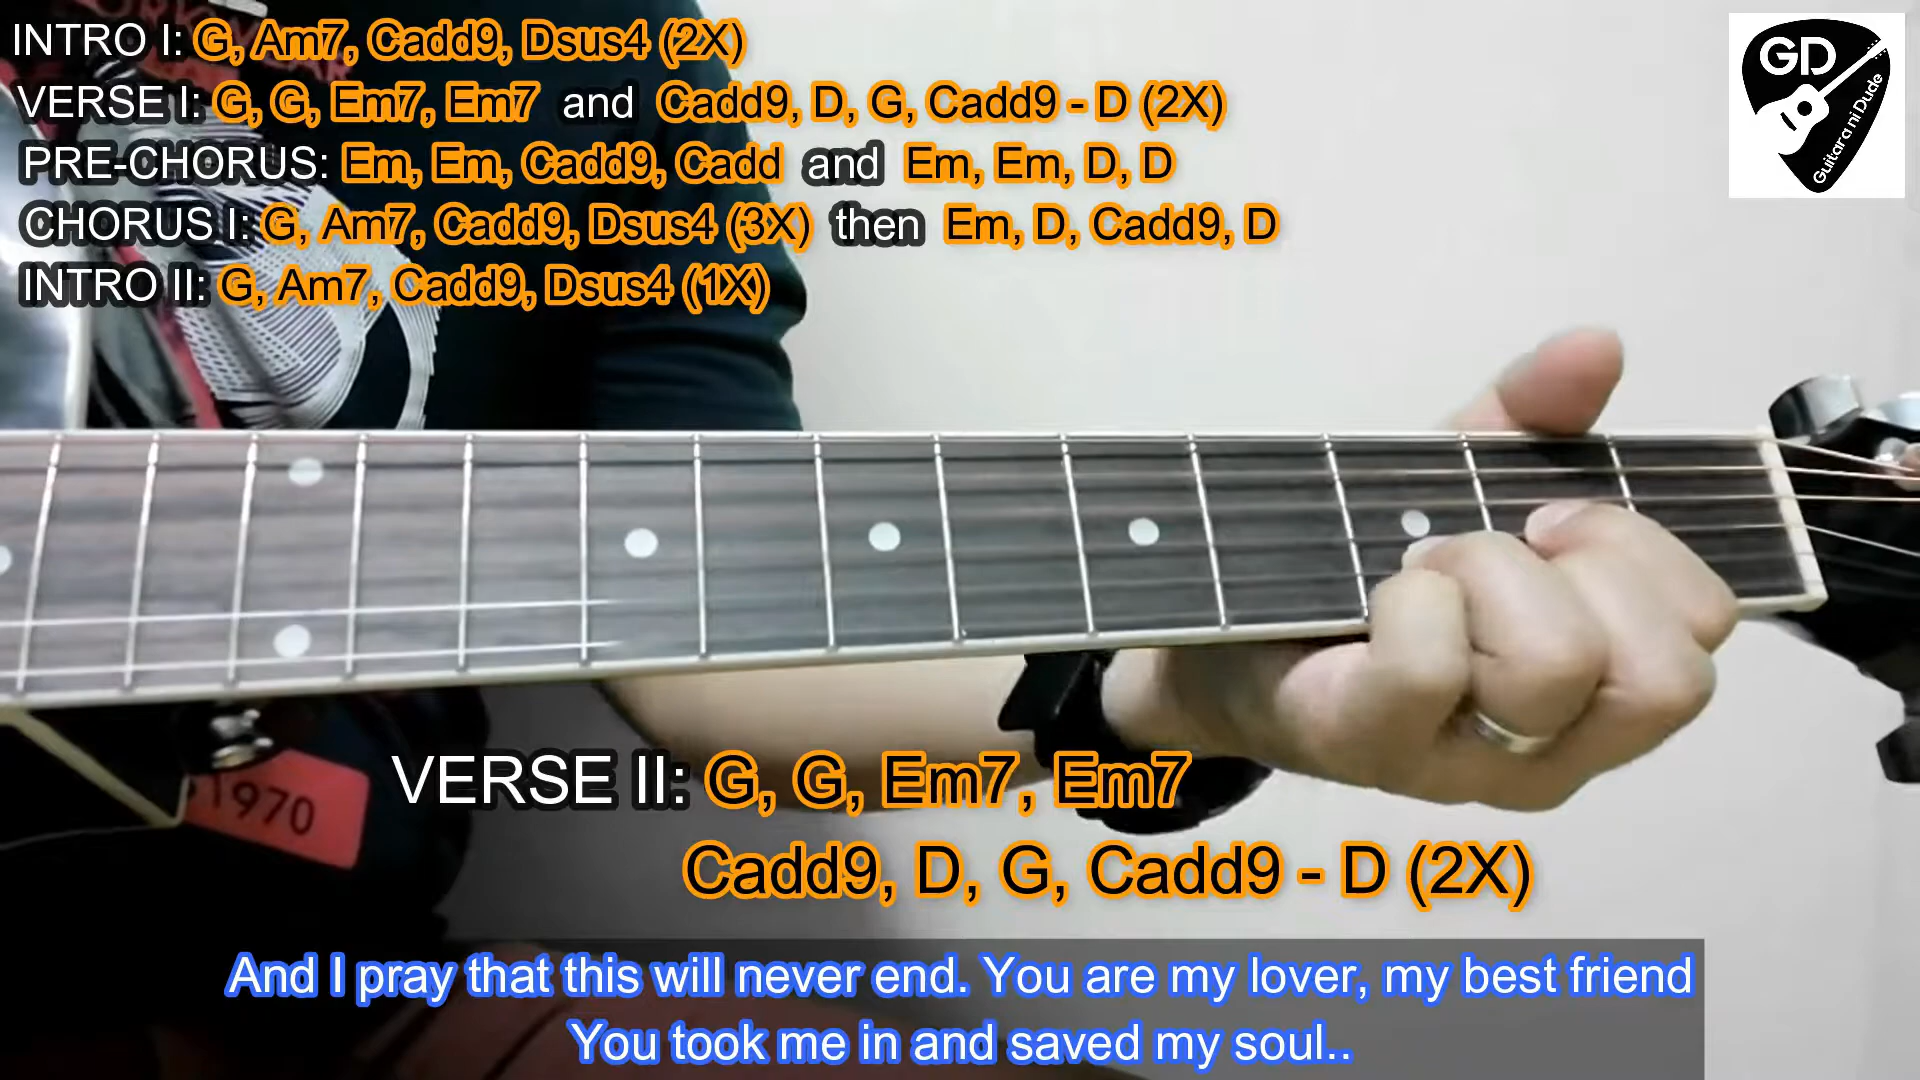 INTRO I: G, Am7, Cadd9, Dsus4 (2X)
VERSE I: G, G, Em7, Em7 and Cadd9, D, G, Cadd9 - D (2X)
PRE-CHORUS: Em, Em, Cadd9, Cadd and Em, Em, D, D
CHORUS I: G, Am7, Cadd9, Dsus4 (3X) then Em, D, Cadd9, D
INTRO II: G, Am7, Cadd9, Dsus4 (1X)
GD
Guitara ni Dude
1970
VERSE II: G, G, Em7, Em7
Cadd9, D, G, Cadd9 - D (2X)
And I pray that this will never end. You are my lover, my best friend
You took me in and saved my soul..